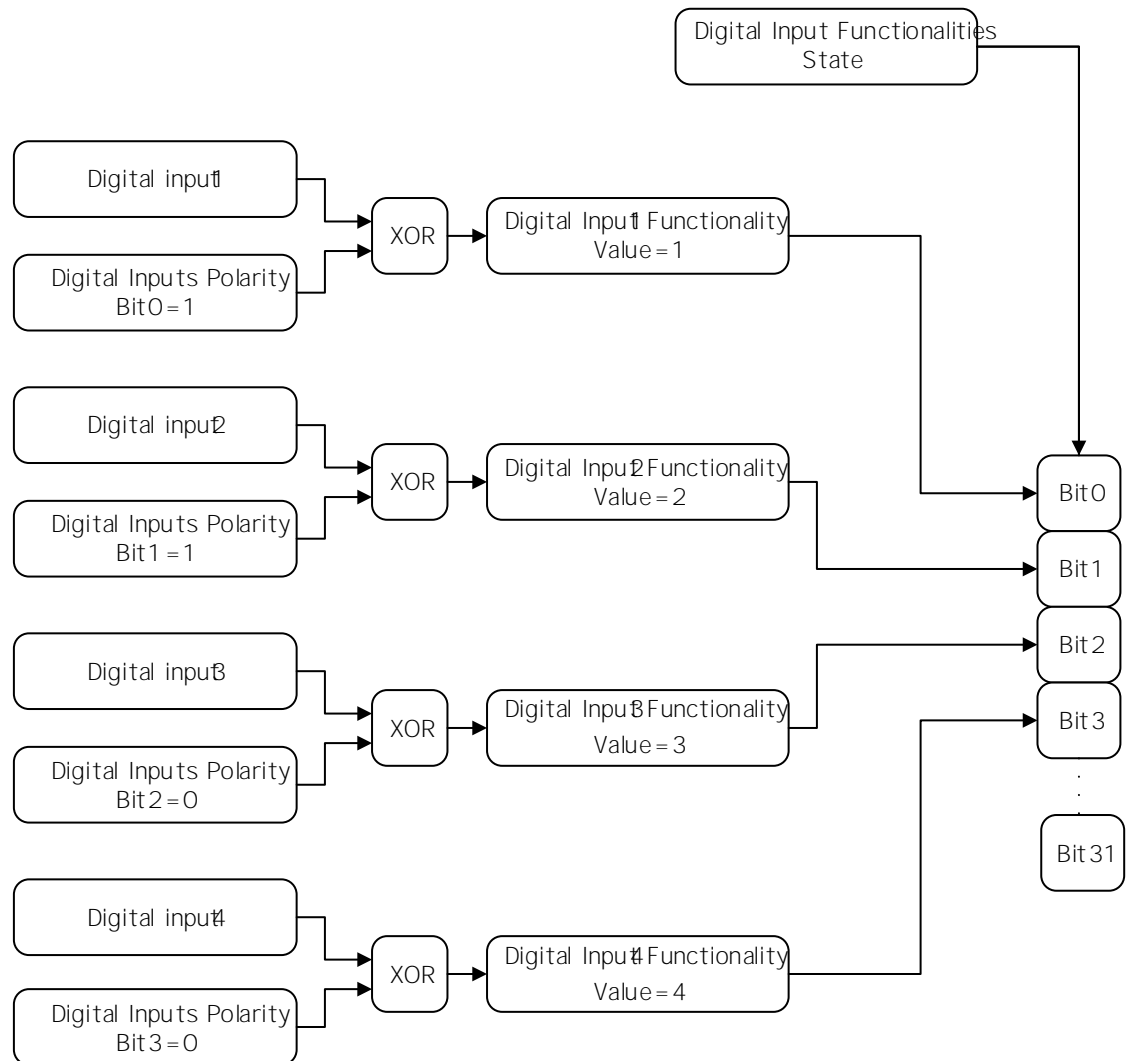 Digital Input Functionalities
State
Digital input1
Digital Inputs Polarity
Bit0=1
XOR
Digital Input1 Functionality
Value=1
Digital input2
Digital Inputs Polarity
Bit1=1
XOR
Digital Input2 Functionality
Value=2
Digital input3
Digital Inputs Polarity
Bit2=0
XOR
Digital Input3 Functionality
Value=3
Digital input4
Digital Inputs Polarity
Bit3=0
XOR
Digital Input4 Functionality
Value=4
Bit0
Bit1
Bit2
Bit3
Bit31